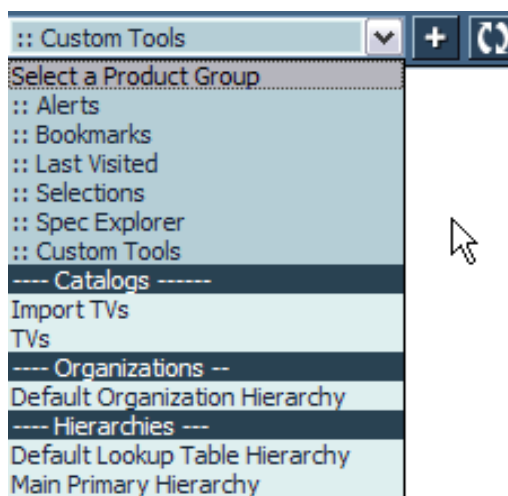 :: Custom Tools
Select a Product Group
:: Alerts
:: Bookmarks
:: Last Visited
:: Selections
:: Spec Explorer
:: Custom Tools
---- Catalogs ------
Import TVs
TVs
---- Organizations --
Default Organization Hierarchy
---- Hierarchies ---
Default Lookup Table Hierarchy
Main Primary Hierarchy